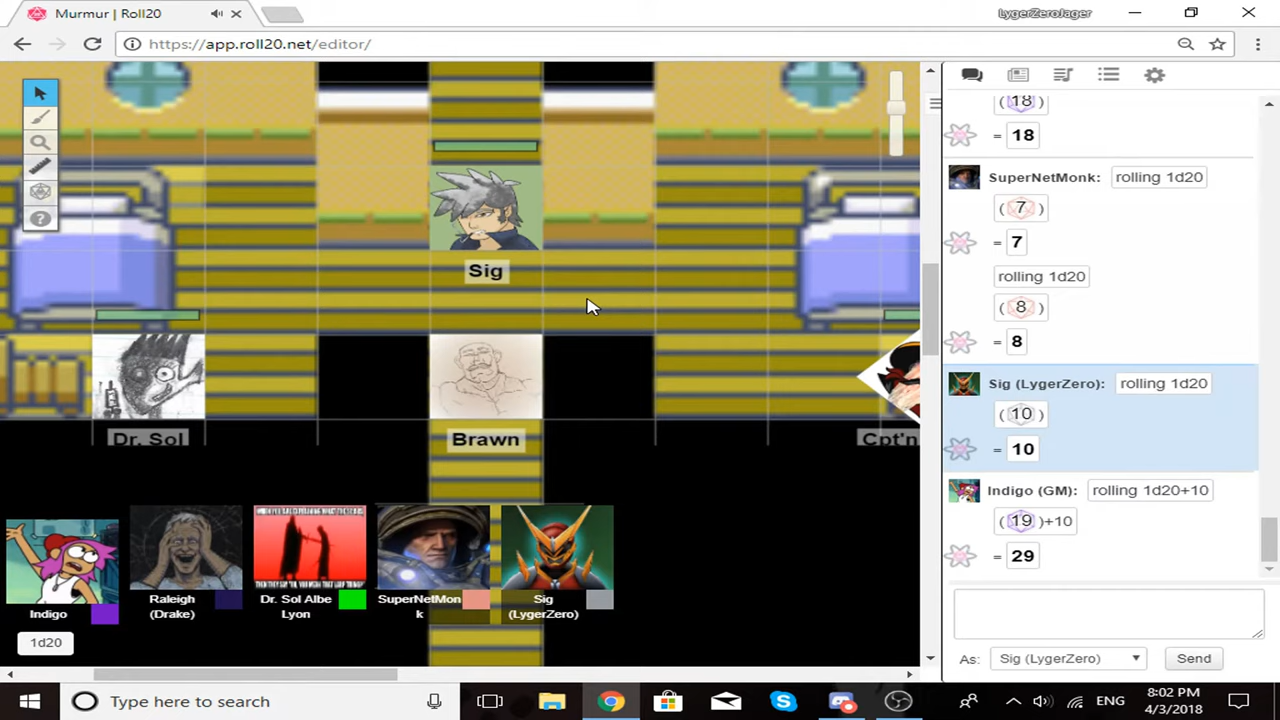 Murmur | Roll20
LygerZeroJager
https://app.roll20.net/editor/
(18)
= 18
SuperNetMonk: rolling 1d20
(7)
= 7
rolling 1d20
(8)
= 8
Sig (LygerZero): rolling 1d20
(10)
= 10
Indigo (GM): rolling 1d20+10
(19)+10
= 29
Sig
Dr. Sol
Brawn
Cpt'n
Indigo
Raleigh
(Drake)
Dr. Sol Albe
Lyon
SuperNetMon
k
Sig
(LygerZero)
1d20
As: Sig (LygerZero)
Send
Type here to search
ENG
8:02 PM
4/3/2018